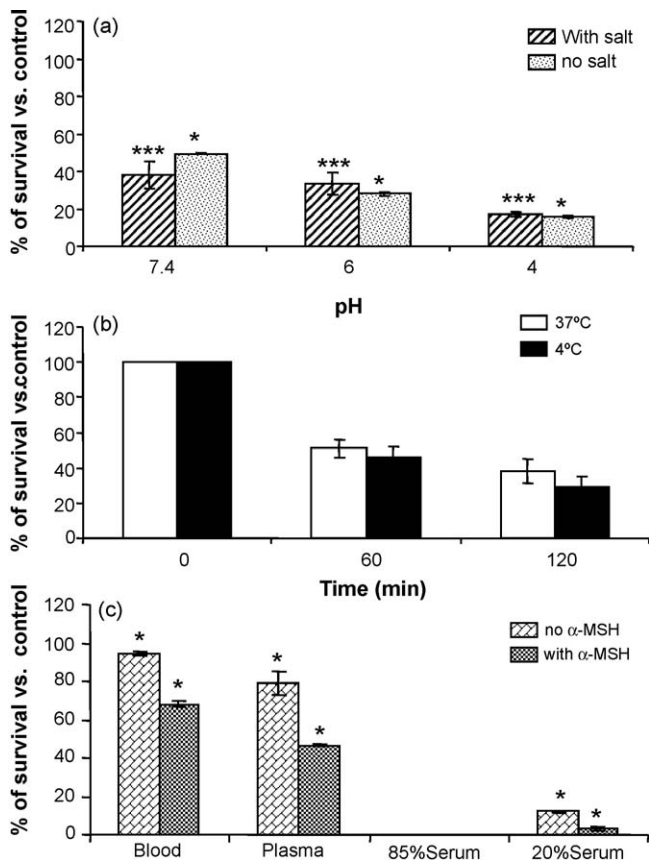 (a)
With salt
no salt
% of survival vs. control
120
100
80
60
40
20
0
*** * *** * *** *
7.4 6 4
pH
(b)
37ºC
4ºC
% of survival vs.control
120
100
80
60
40
20
0
0 60 120
Time (min)
(c)
no α-MSH
with α-MSH
% of survival vs. control
120
100
80
60
40
20
0
* * * * * *
Blood Plasma 85%Serum 20%Serum